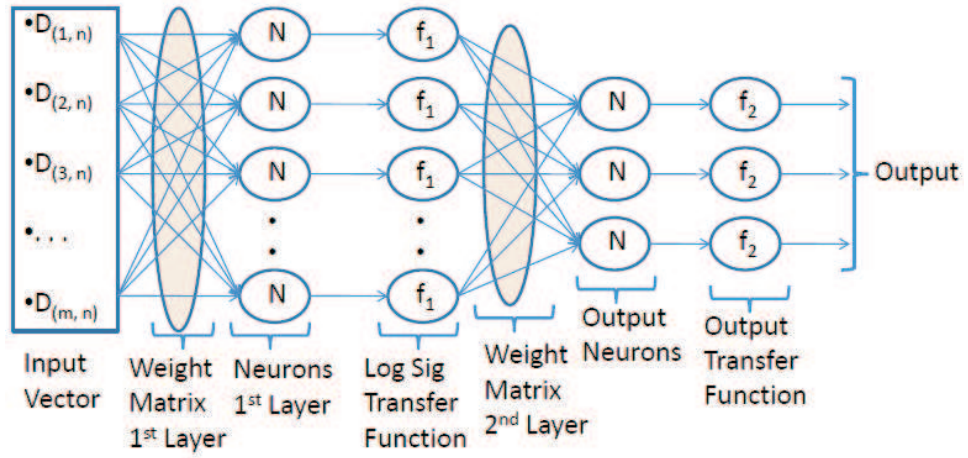 •D(1, n)
•D(2, n)
•D(3, n)
•. . .
•D(m, n)
N
N
N
N
f1
f1
f1
f1
N
N
N
f2
f2
f2
Output
Input
Vector
Weight
Matrix
1st Layer
Neurons
1st Layer
Log Sig
Transfer
Function
Weight
Matrix
2nd Layer
Output
Neurons
Output
Transfer
Function